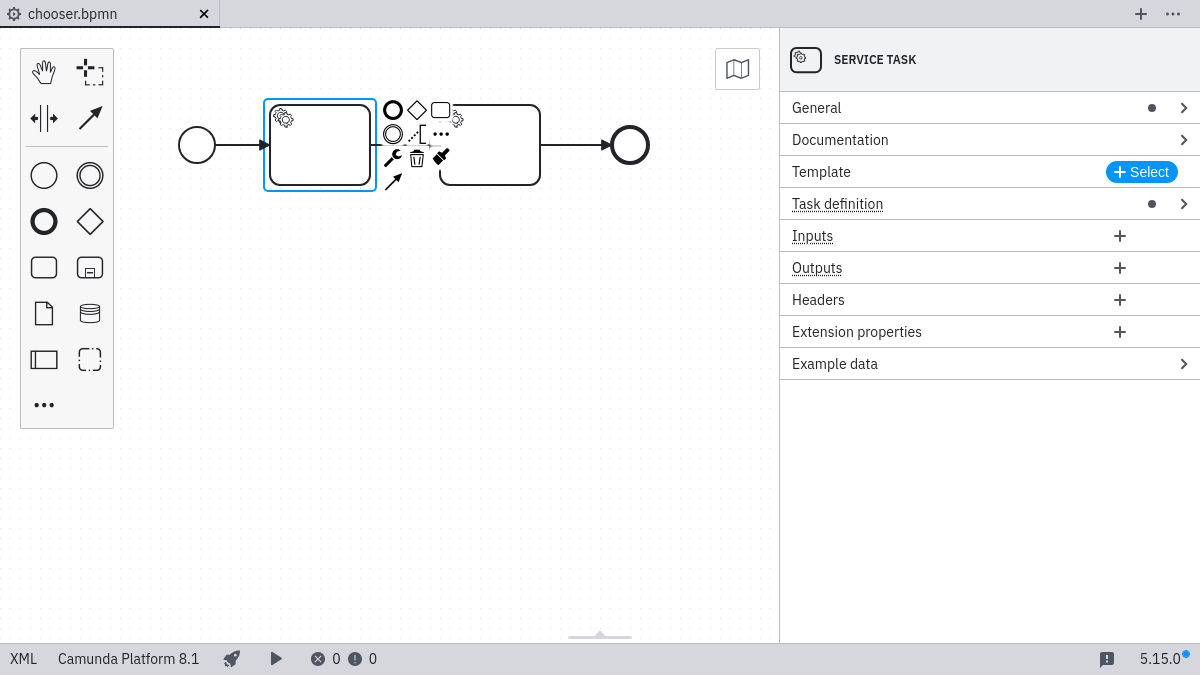 chooser.bpmn
SERVICE TASK
General
Documentation
Template
Select
Task definition
Inputs
Outputs
Headers
Extension properties
Example data
XML
Camunda Platform 8.1
0
0
5.15.0